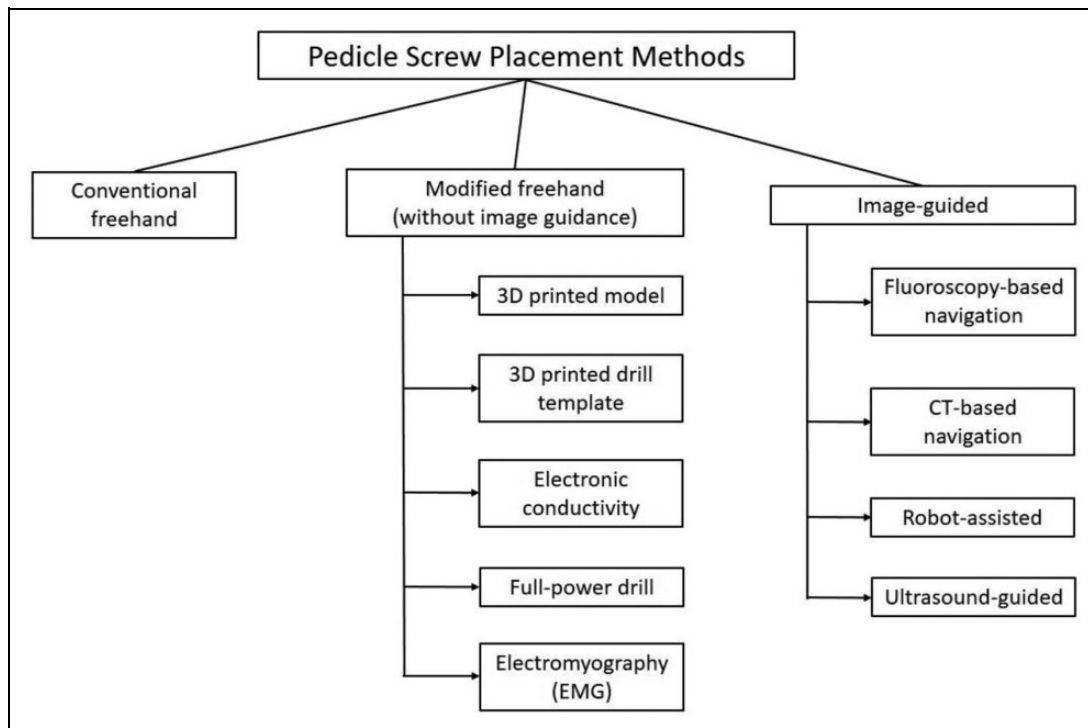 Pedicle Screw Placement Methods
Conventional
freehand
Modified freehand
(without image guidance)
3D printed model
3D printed drill
template
Electronic
conductivity
Full-power drill
Electromyography
(EMG)
Image-guided
Fluoroscopy-based
navigation
CT-based
navigation
Robot-assisted
Ultrasound-guided